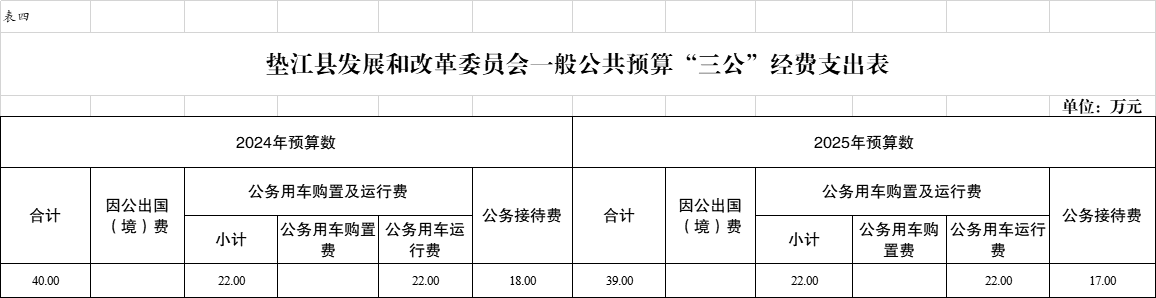 表四
垫江县发展和改革委员会一般公共预算“三公”经费支出表
单位：万元
2024年预算数 2025年预算数
合计 因公出国（境）费 公务用车购置及运行费 公务接待费 合计 因公出国（境）费 公务用车购置及运行费 公务接待费
小计 公务用车购置费 公务用车运行费 小计 公务用车购置费 公务用车运行费
40.00 22.00 22.00 18.00 39.00 22.00 22.00 17.00